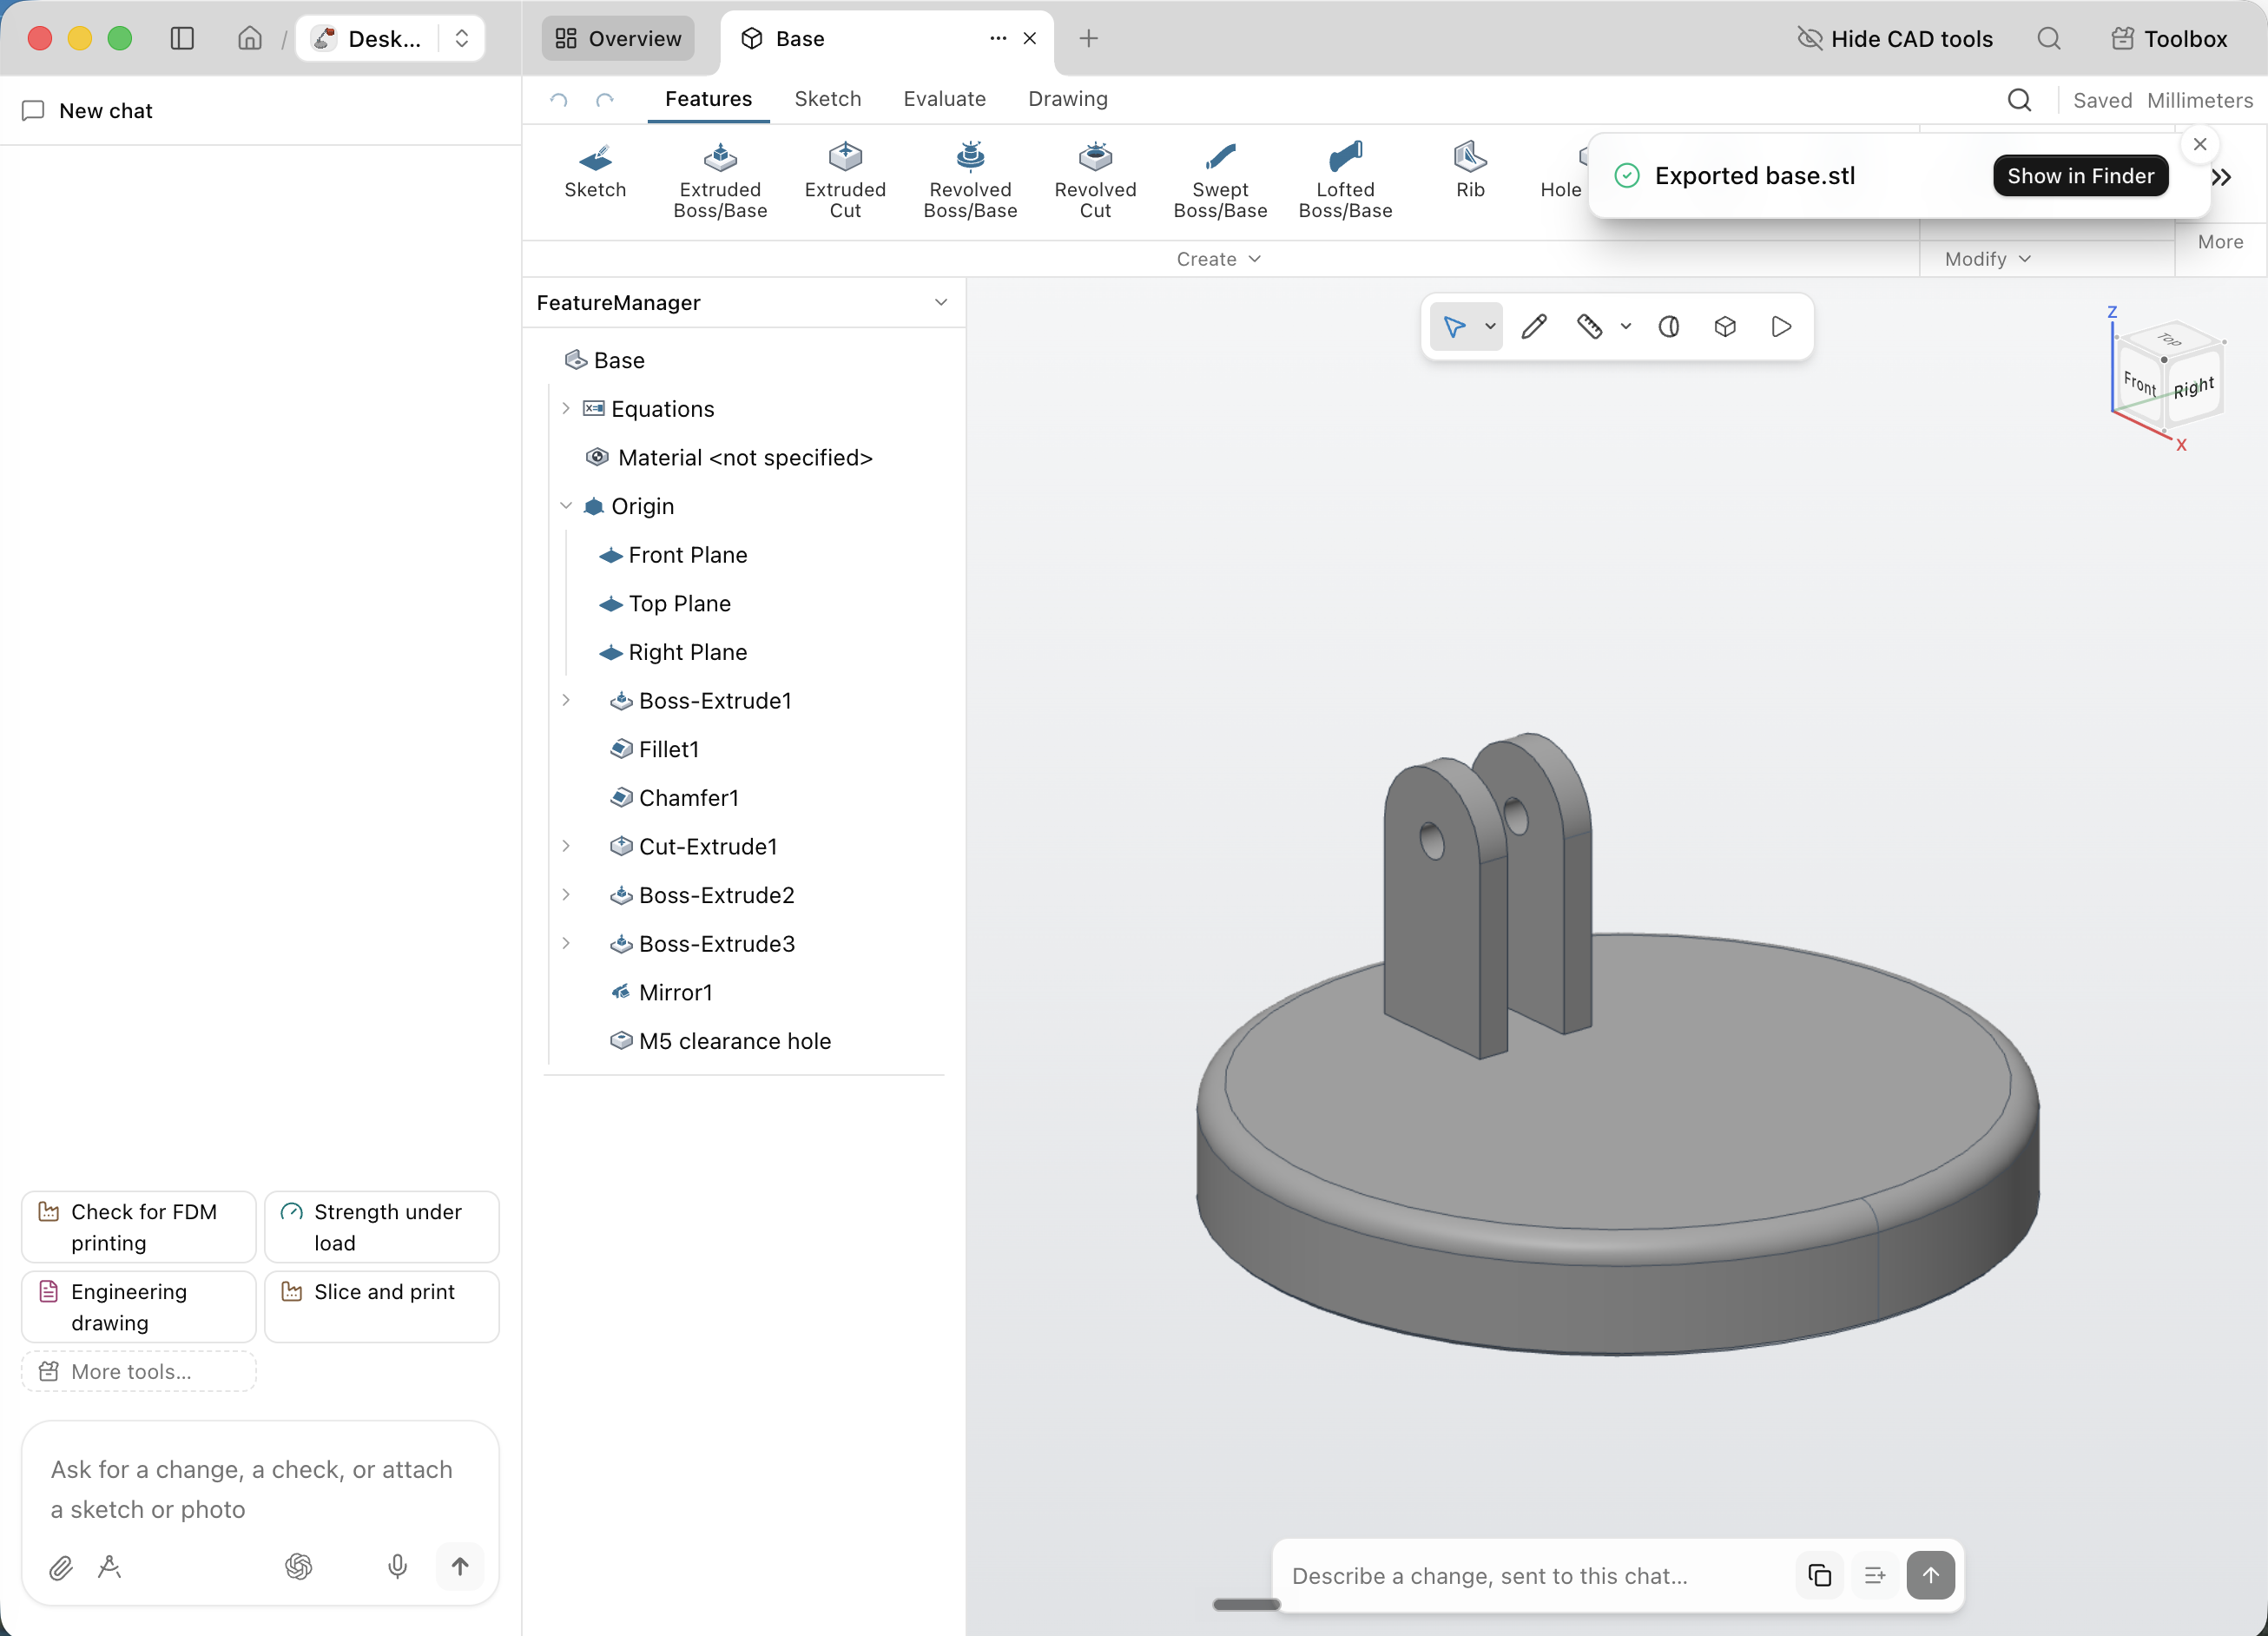 Desk...
Overview
Base
Hide CAD tools
Toolbox
New chat
Features
Sketch
Evaluate
Drawing
Saved
Millimeters
Sketch
Extruded
Boss/Base
Extruded
Cut
Revolved
Boss/Base
Revolved
Cut
Swept
Boss/Base
Lofted
Boss/Base
Rib
Hole
Exported base.stl
Show in Finder
Create
Modify
More
FeatureManager
Base
Equations
Material <not specified>
Origin
Front Plane
Top Plane
Right Plane
Boss-Extrude1
Fillet1
Chamfer1
Cut-Extrude1
Boss-Extrude2
Boss-Extrude3
Mirror1
M5 clearance hole
Z
Top
Front
Right
X
Check for FDM
printing
Strength under
load
Engineering
drawing
Slice and print
More tools...
Ask for a change, a check, or attach
a sketch or photo
Describe a change, sent to this chat...